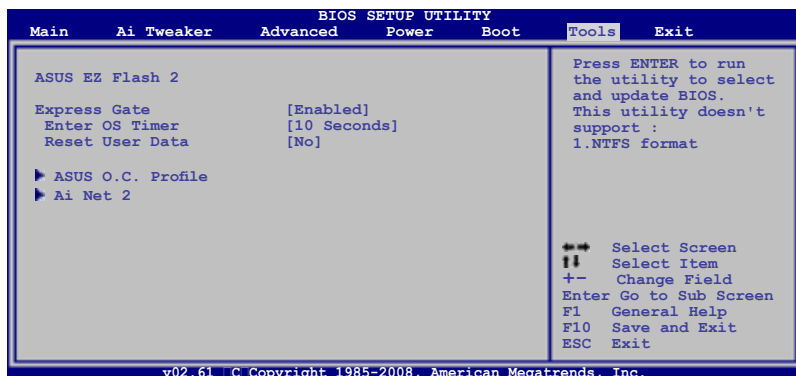 BIOS SETUP UTILITY
Main Ai Tweaker Advanced Power Boot Tools Exit
ASUS EZ Flash 2
Express Gate [Enabled]
Enter OS Timer [10 Seconds]
Reset User Data [No]
ASUS O.C. Profile
Ai Net 2
Press ENTER to run
the utility to select
and update BIOS.
This utility doesn't
support :
1.NTFS format
Select Screen
Select Item
+- Change Field
Enter Go to Sub Screen
F1 General Help
F10 Save and Exit
ESC Exit
v02.61 C Copyright 1985-2008, American Megatrends, Inc.